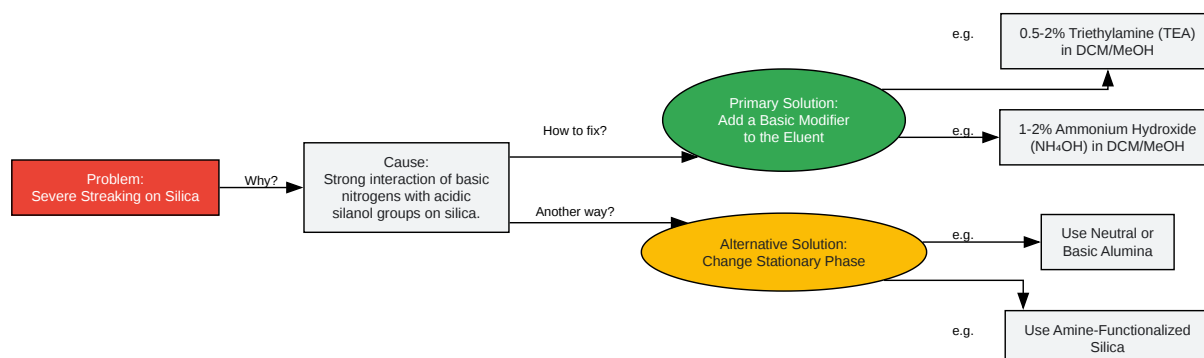 Problem:
Severe Streaking on Silica
Why?
Cause:
Strong interaction of basic
nitrogens with acidic
silanol groups on silica.
How to fix?
Primary Solution:
Add a Basic Modifier
to the Eluent
e.g.
0.5-2% Triethylamine (TEA)
in DCM/MeOH
e.g.
1-2% Ammonium Hydroxide
(NH₄OH) in DCM/MeOH
Another way?
Alternative Solution:
Change Stationary Phase
e.g.
Use Neutral or
Basic Alumina
e.g.
Use Amine-Functionalized
Silica